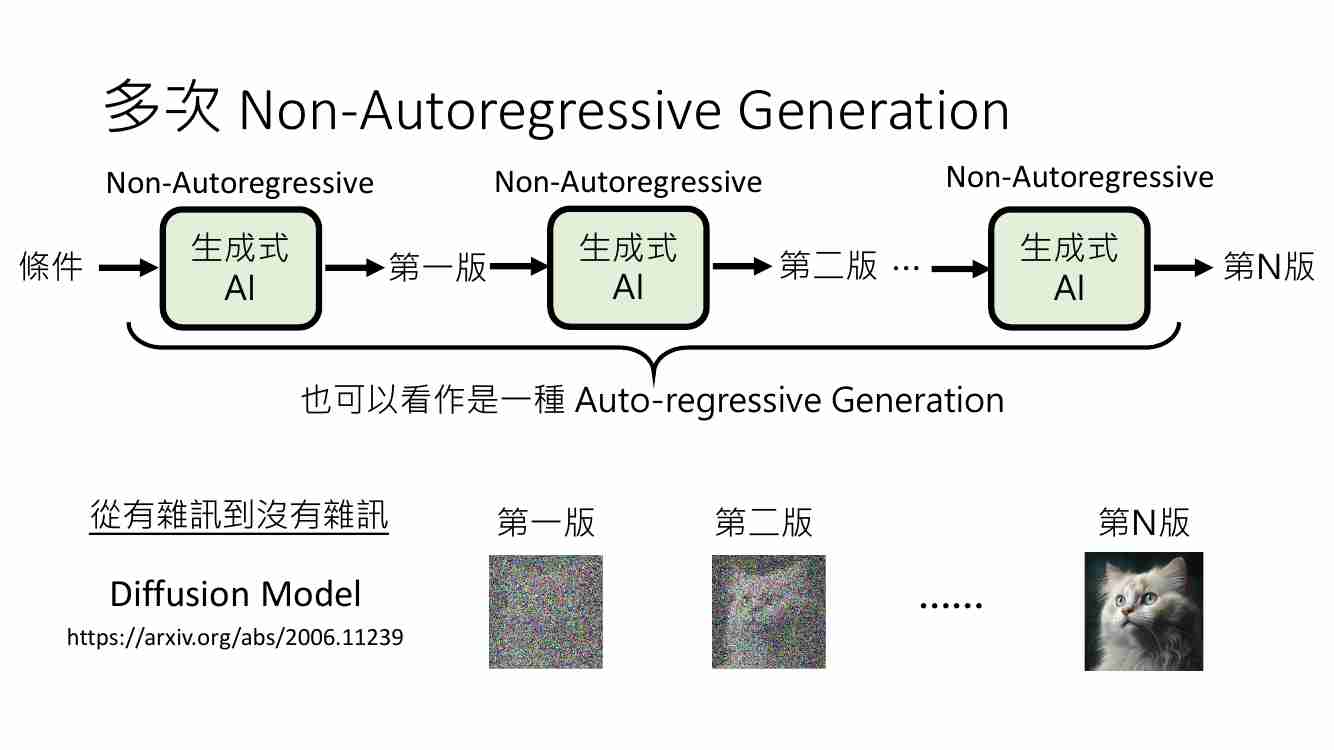 多次 Non-Autoregressive Generation
Non-Autoregressive
Non-Autoregressive
Non-Autoregressive
條件
生成式
AI
第一版
生成式
AI
第二版
...
生成式
AI
第N版
也可以看作是一種 Auto-regressive Generation
從有雜訊到沒有雜訊
第一版
第二版
第N版
Diffusion Model
......
https://arxiv.org/abs/2006.11239